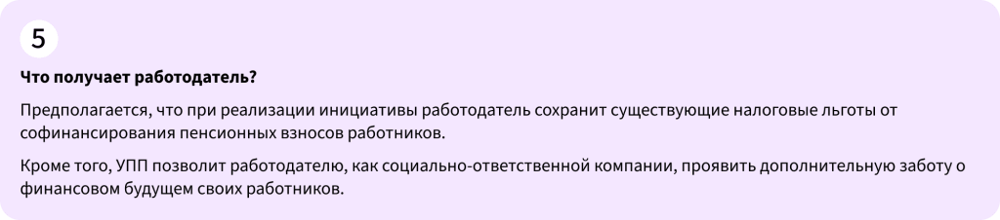 5
Что получает работодатель?
Предполагается, что при реализации инициативы работодатель сохранит существующие налоговые льготы от
софинансирования пенсионных взносов работников.
Кроме того, УПП позволит работодателю, как социально-ответственной компании, проявить дополнительную заботу о
финансовом будущем своих работников.